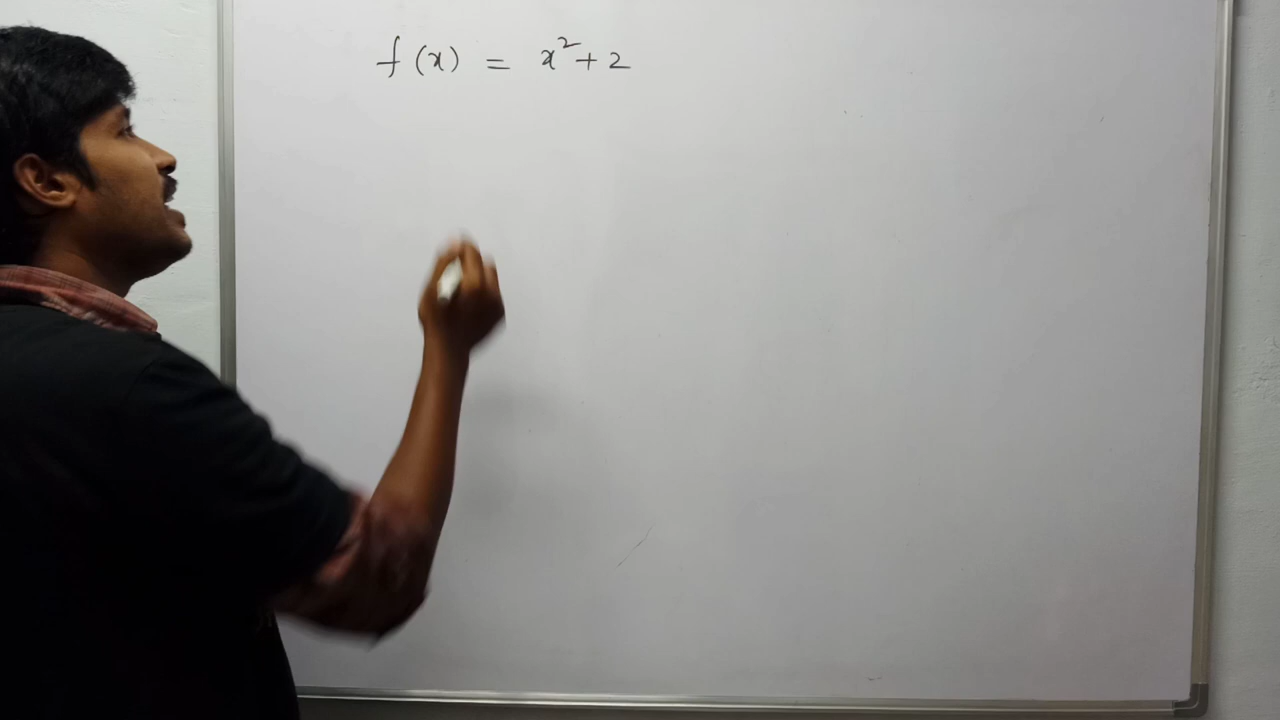 f(x) = x²+2